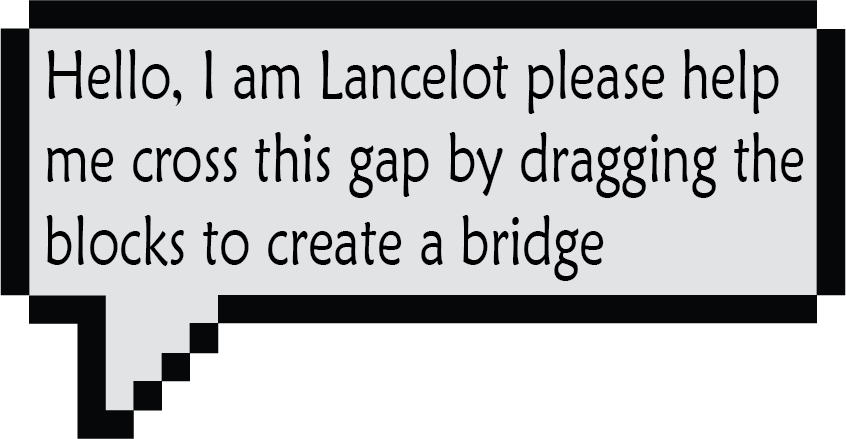 Hello, I am Lancelot please help
me cross this gap by dragging the
blocks to create a bridge